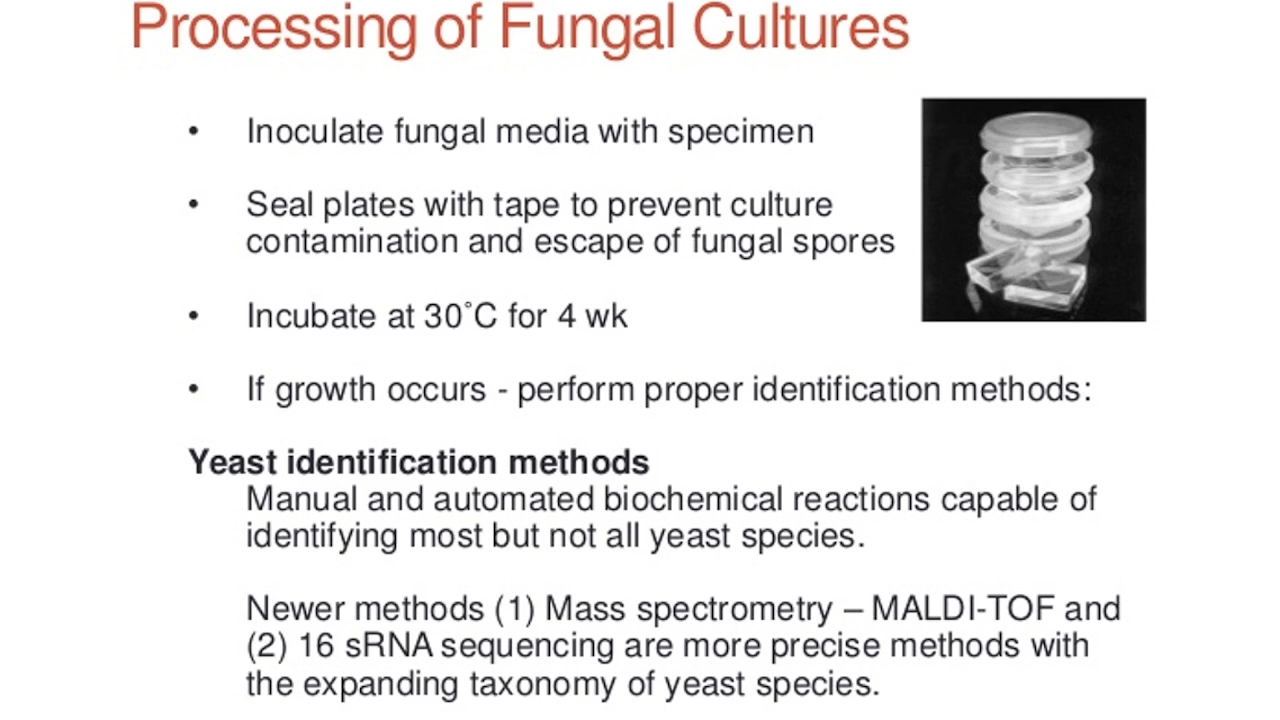 Processing of Fungal Cultures
• Inoculate fungal media with specimen
• Seal plates with tape to prevent culture
contamination and escape of fungal spores
• Incubate at 30˚C for 4 wk
• If growth occurs - perform proper identification methods:
Yeast identification methods
Manual and automated biochemical reactions capable of
identifying most but not all yeast species.
Newer methods (1) Mass spectrometry – MALDI-TOF and
(2) 16 sRNA sequencing are more precise methods with
the expanding taxonomy of yeast species.